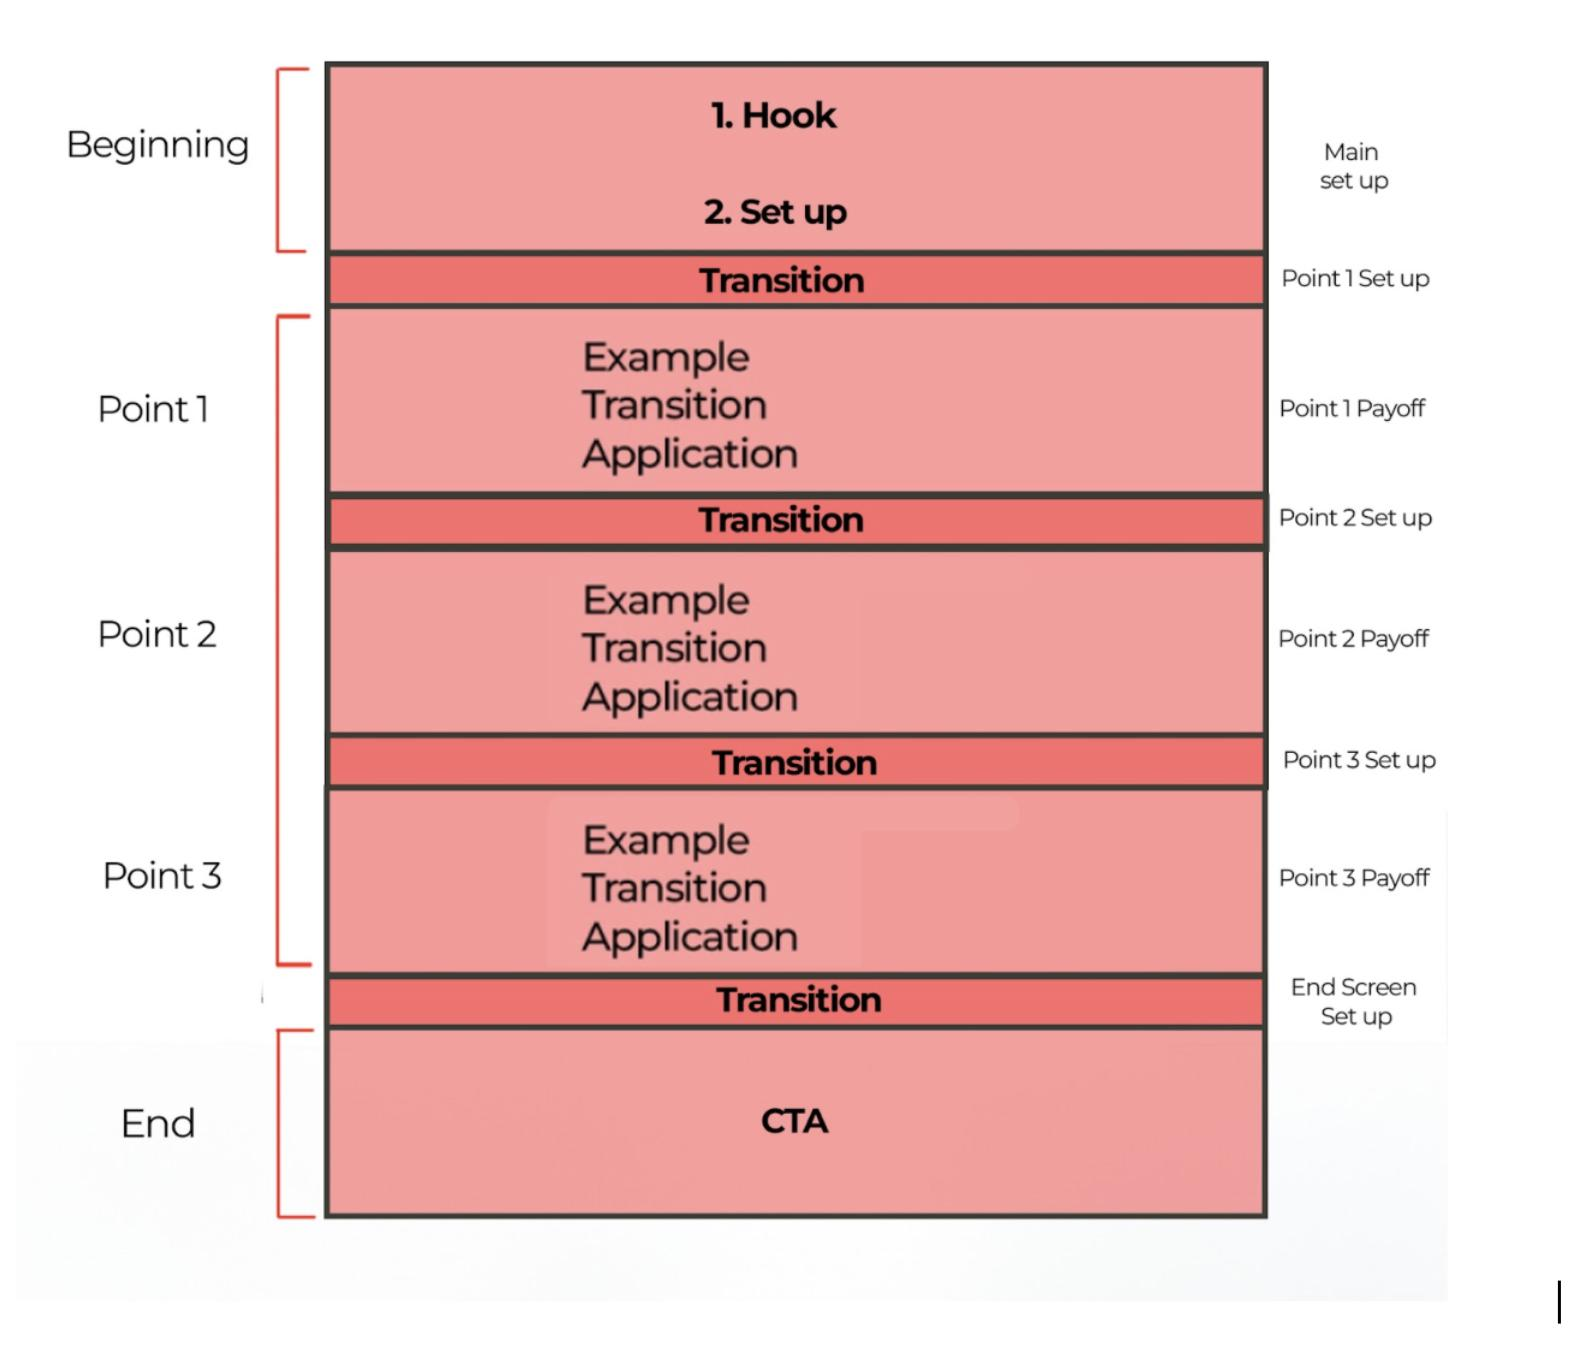 1. Hook
Beginning
Main
set up
2. Set up
Transition
Point 1 Set up
Example
Transition
Application
Point 1
Point 1 Payoff
Transition
Point 2 Set up
Example
Transition
Application
Point 2
Point 2 Payoff
Transition
Point 3 Set up
Example
Transition
Application
Point 3
Point 3 Payoff
Transition
End Screen
Set up
End
CTA